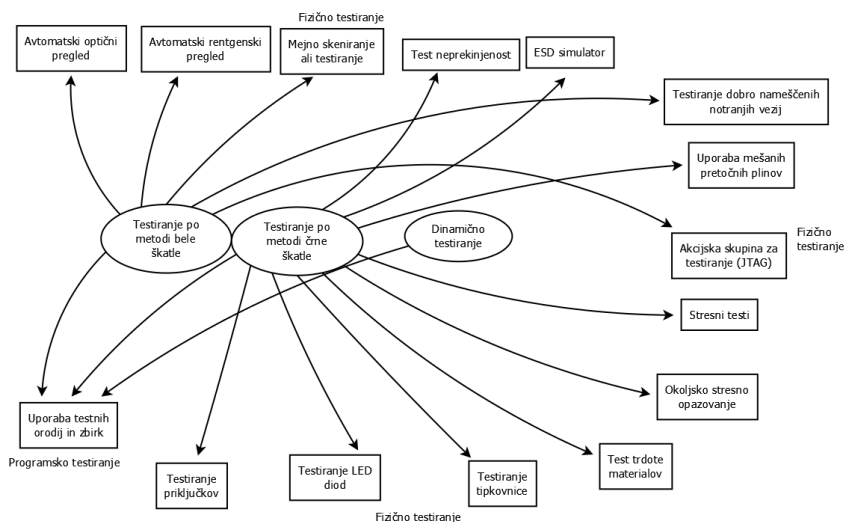 Fizično testiranje
Avtomatski optični
pregled
Avtomatski rentgenski
pregled
Mejno skeniranje
ali testiranje
Test neprekinjenost
ESD simulator
Testiranje dobro nameščenih
notranjih vezij
Uporaba mešanih
pretočnih plinov
Testiranje po
metodi bele
škatle
Testiranje po
metodi črne
škatle
Dinamično
testiranje
Akcijska skupina za
testiranje (JTAG)
Fizično
testiranje
Stresni testi
Okoljsko stresno
opazovanje
Uporaba testnih
orodij in zbirk
Programsko testiranje
Testiranje
priključkov
Testiranje LED
diod
Testiranje
tipkovnice
Test trdote
materialov
Fizično testiranje